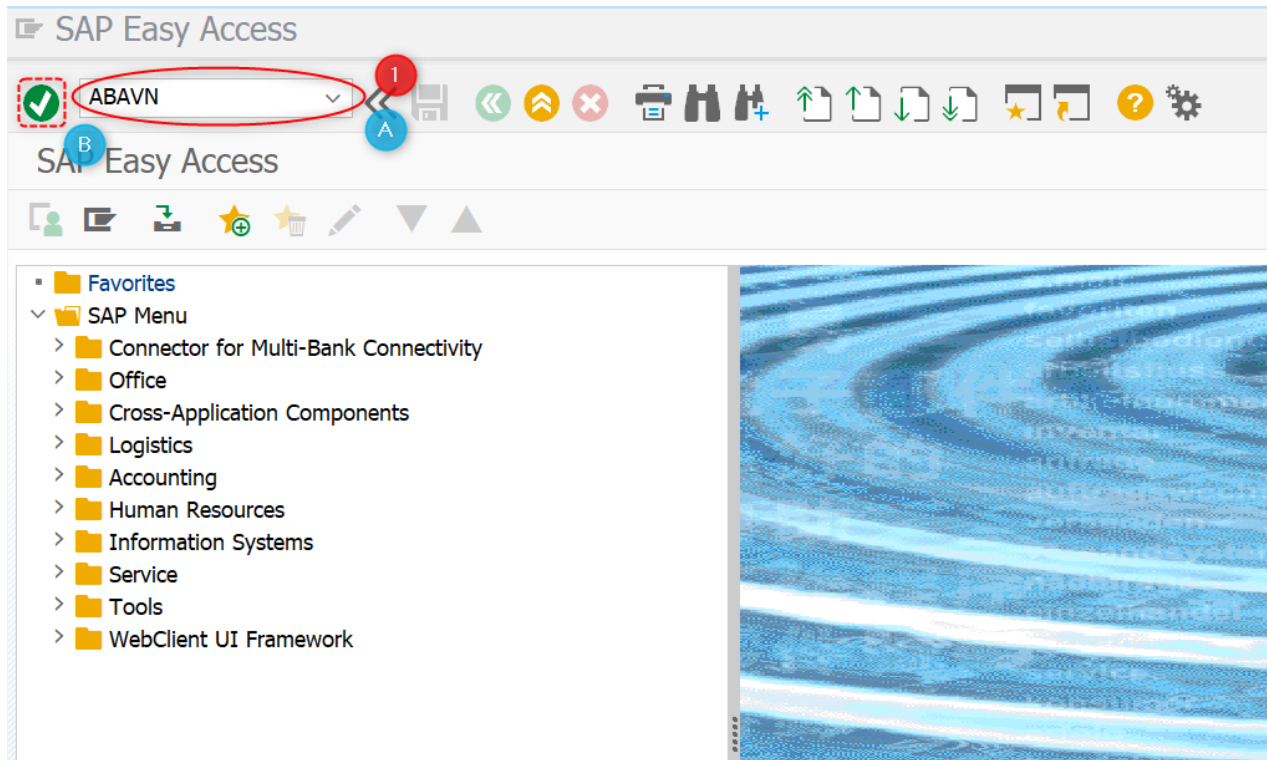 SAP Easy Access
ABAVN
1
A
B
SAP Easy Access
Favorites
SAP Menu
Connector for Multi-Bank Connectivity
Office
Cross-Application Components
Logistics
Accounting
Human Resources
Information Systems
Service
Tools
WebClient UI Framework